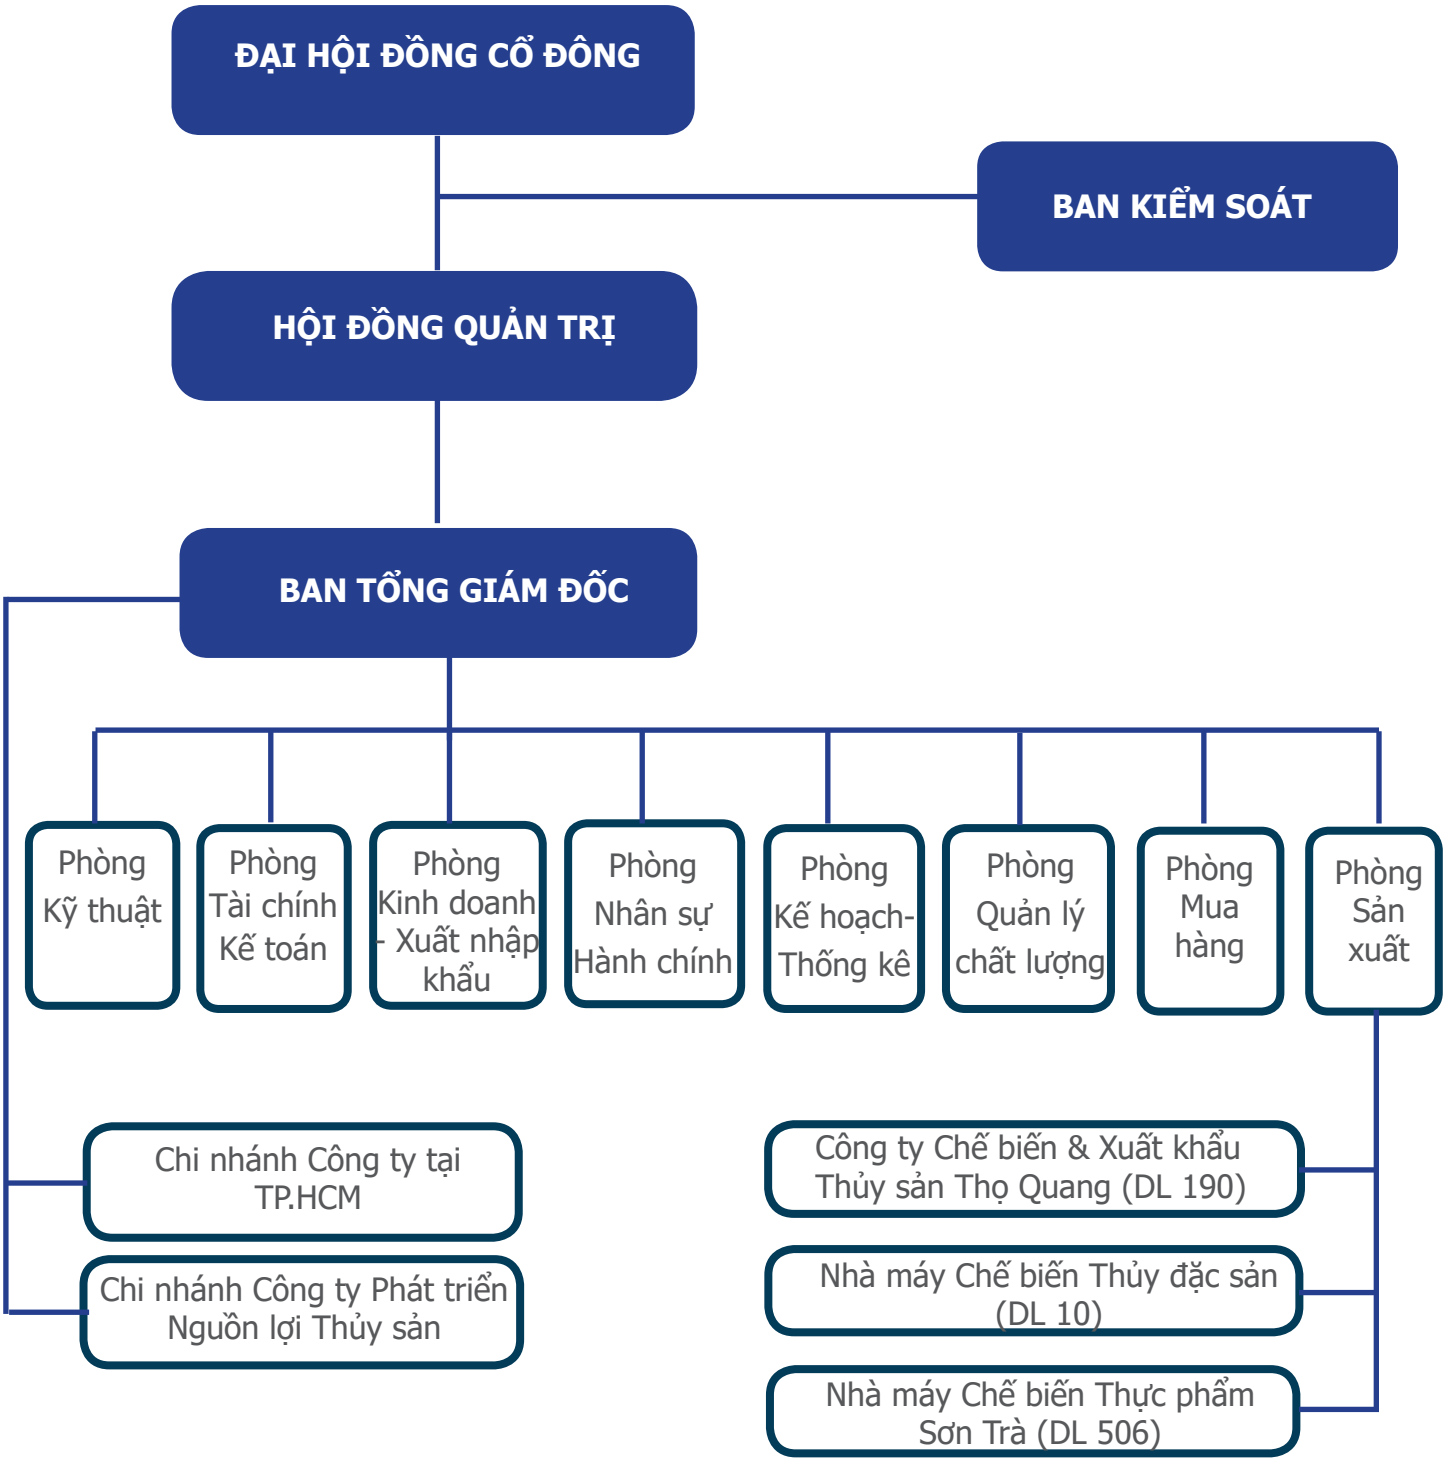 ĐẠI HỘI ĐỒNG CỔ ĐÔNG
BAN KIỂM SOÁT
HỘI ĐỒNG QUẢN TRỊ
BAN TỔNG GIÁM ĐỐC
Phòng
Kỹ thuật
Phòng
Tài chính
Kế toán
Phòng
Kinh doanh
- Xuất nhập
khẩu
Phòng
Nhân sự
Hành chính
Phòng
Kế hoạch-
Thống kê
Phòng
Quản lý
chất lượng
Phòng
Mua
hàng
Phòng
Sản
xuất
Chi nhánh Công ty tại
TP.HCM
Chi nhánh Công ty Phát triển
Nguồn lợi Thủy sản
Công ty Chế biến & Xuất khẩu
Thủy sản Thọ Quang (DL 190)
Nhà máy Chế biến Thủy đặc sản
(DL 10)
Nhà máy Chế biến Thực phẩm
Sơn Trà (DL 506)